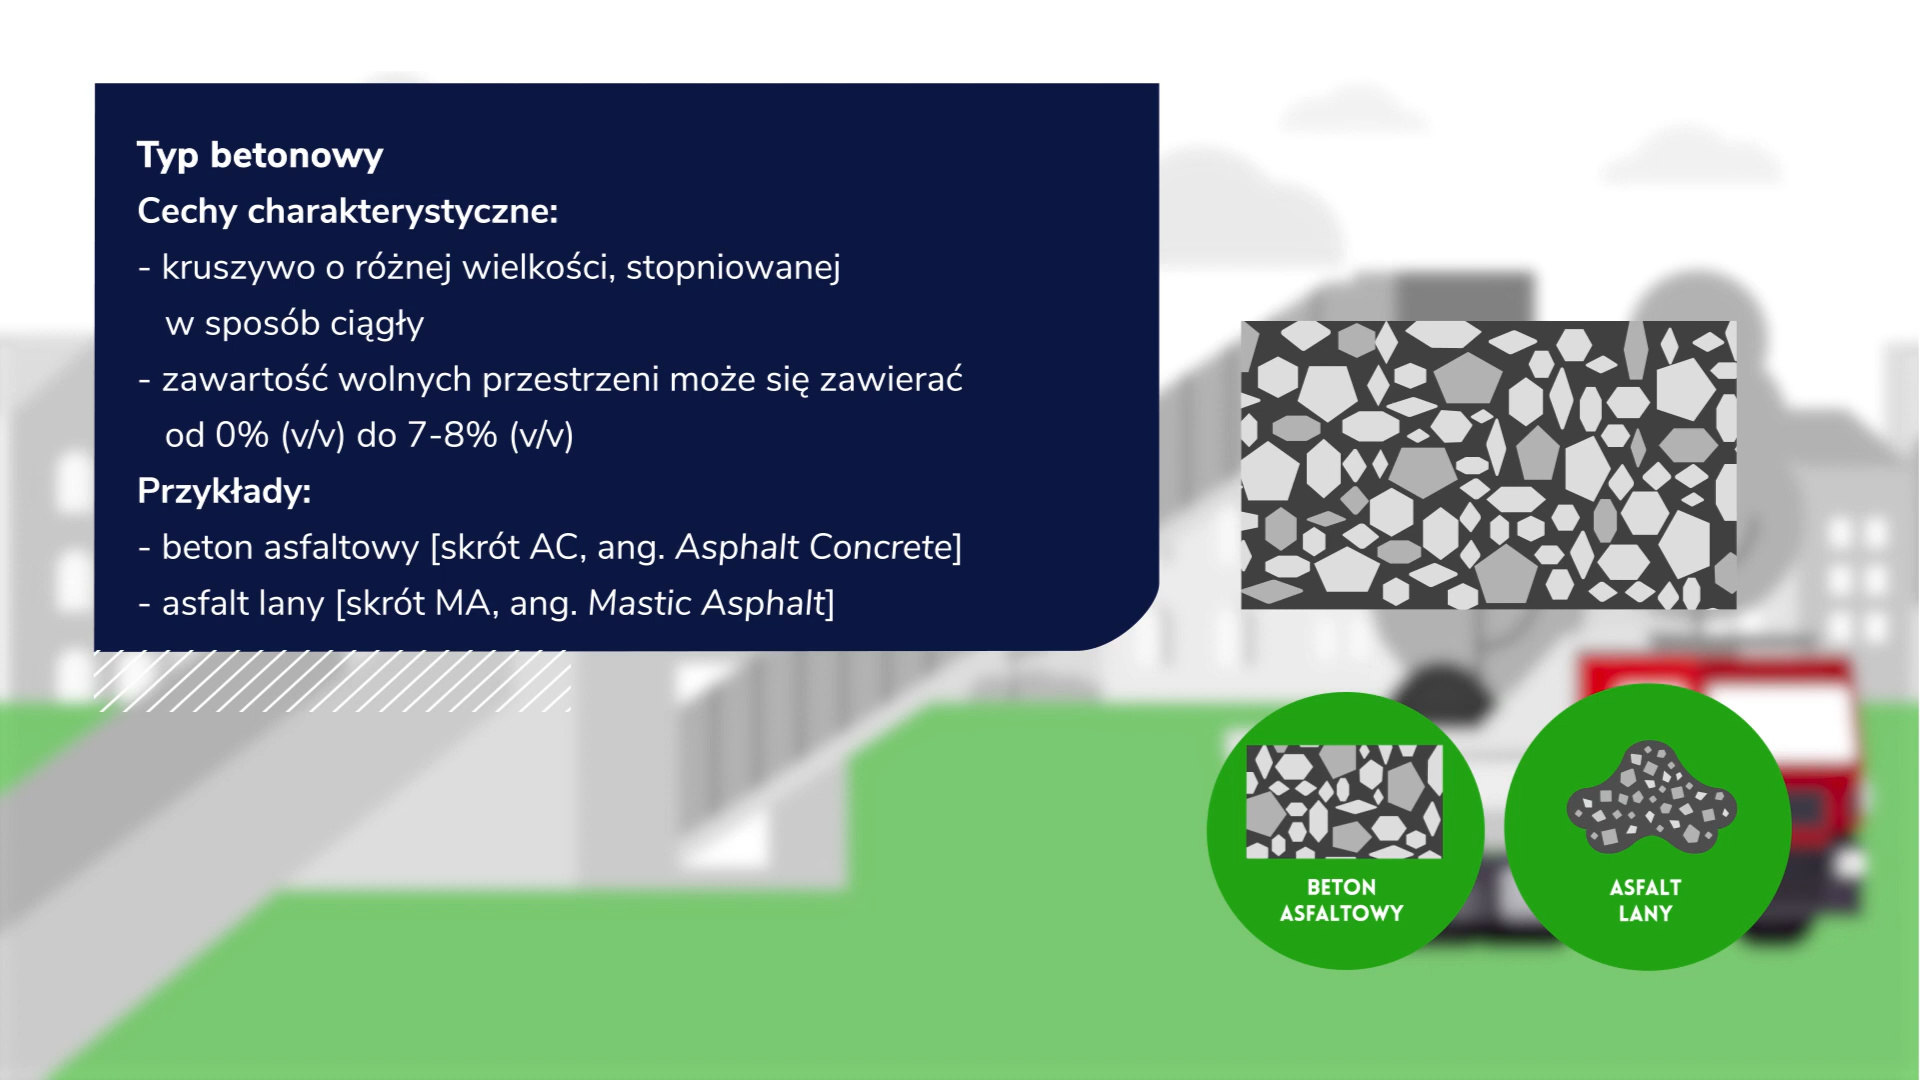 Typ betonowy
Cechy charakterystyczne:
- kruszywo o różnej wielkości, stopniowanej
w sposób ciągły
- zawartość wolnych przestrzeni może się zawierać
od 0% (v/v) do 7-8% (v/v)
Przykłady:
- beton asfaltowy [skrót AC, ang. Asphalt Concrete]
- asfalt lany [skrót MA, ang. Mastic Asphalt]
BETON
ASFALTOWY
ASFALT
LANY